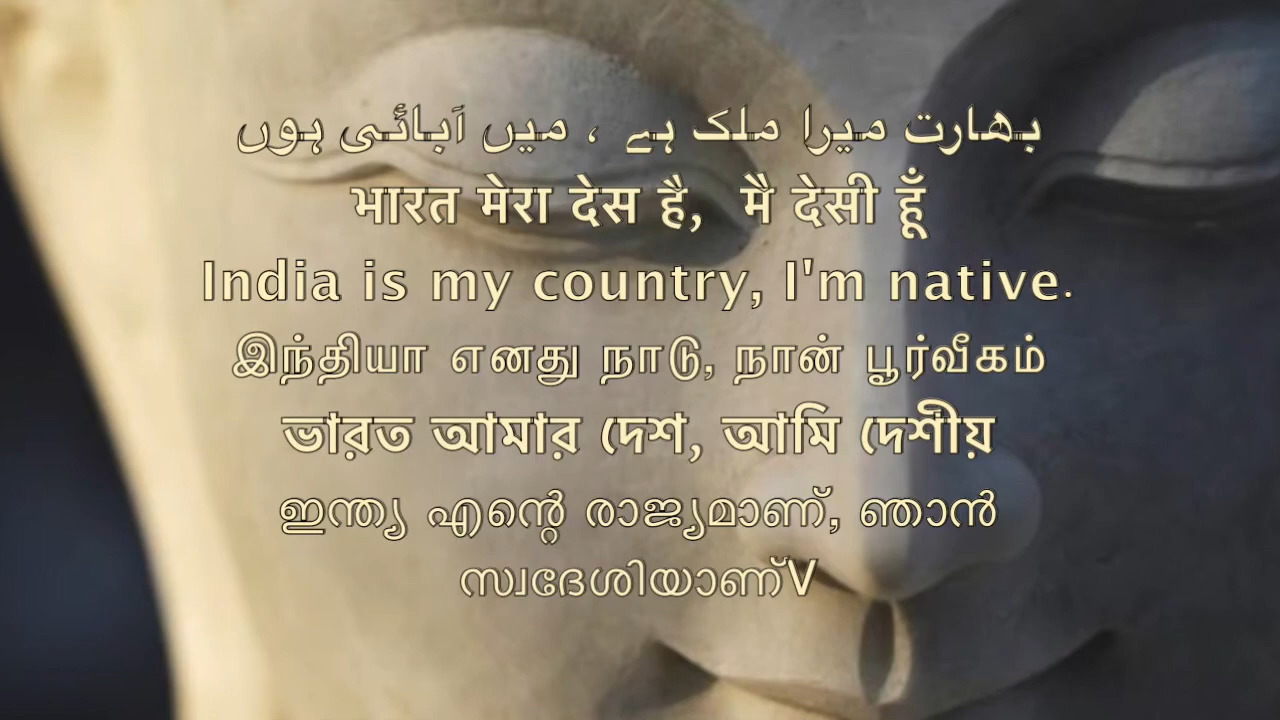 بھارت میرا ملک ہے ، میں آبائی ہوں
भारत मेरा देस है, मै देसी हूँ
India is my country, I'm native.
இந்தியா எனது நாடு, நான் பூர்வீகம்
ভারত আমার দেশ, আমি দেশীয়
ഇന്ത്യ എന്റെ രാജ്യമാണ്, ഞാൻ
സ്വദേശിയാണ്V